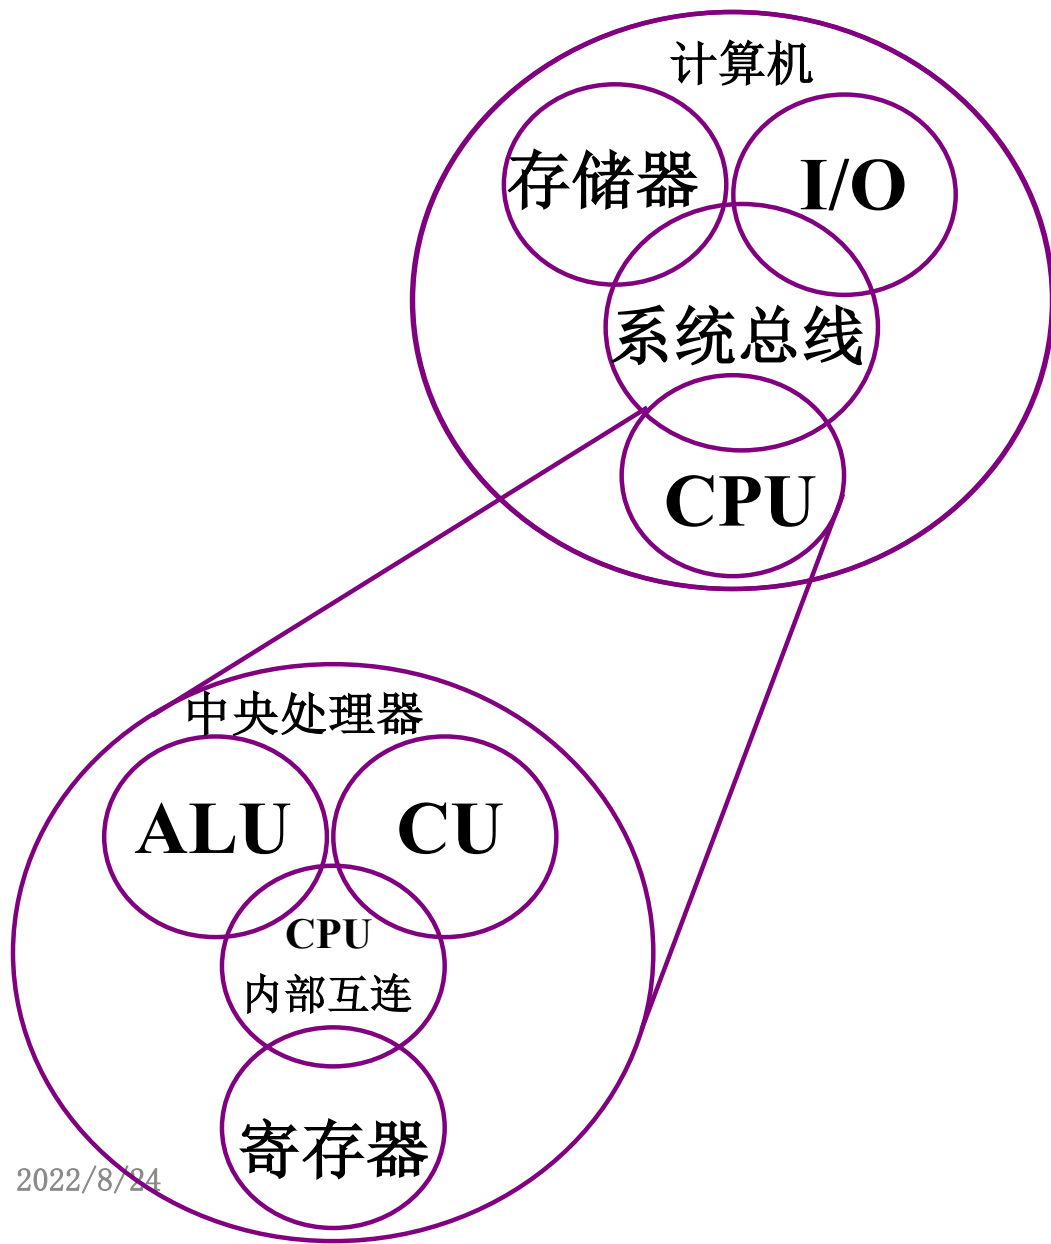 计算机
存储器
I/O
系统总线
CPU
中央处理器
ALU
CU
CPU
内部互连
寄存器
2022/8/24